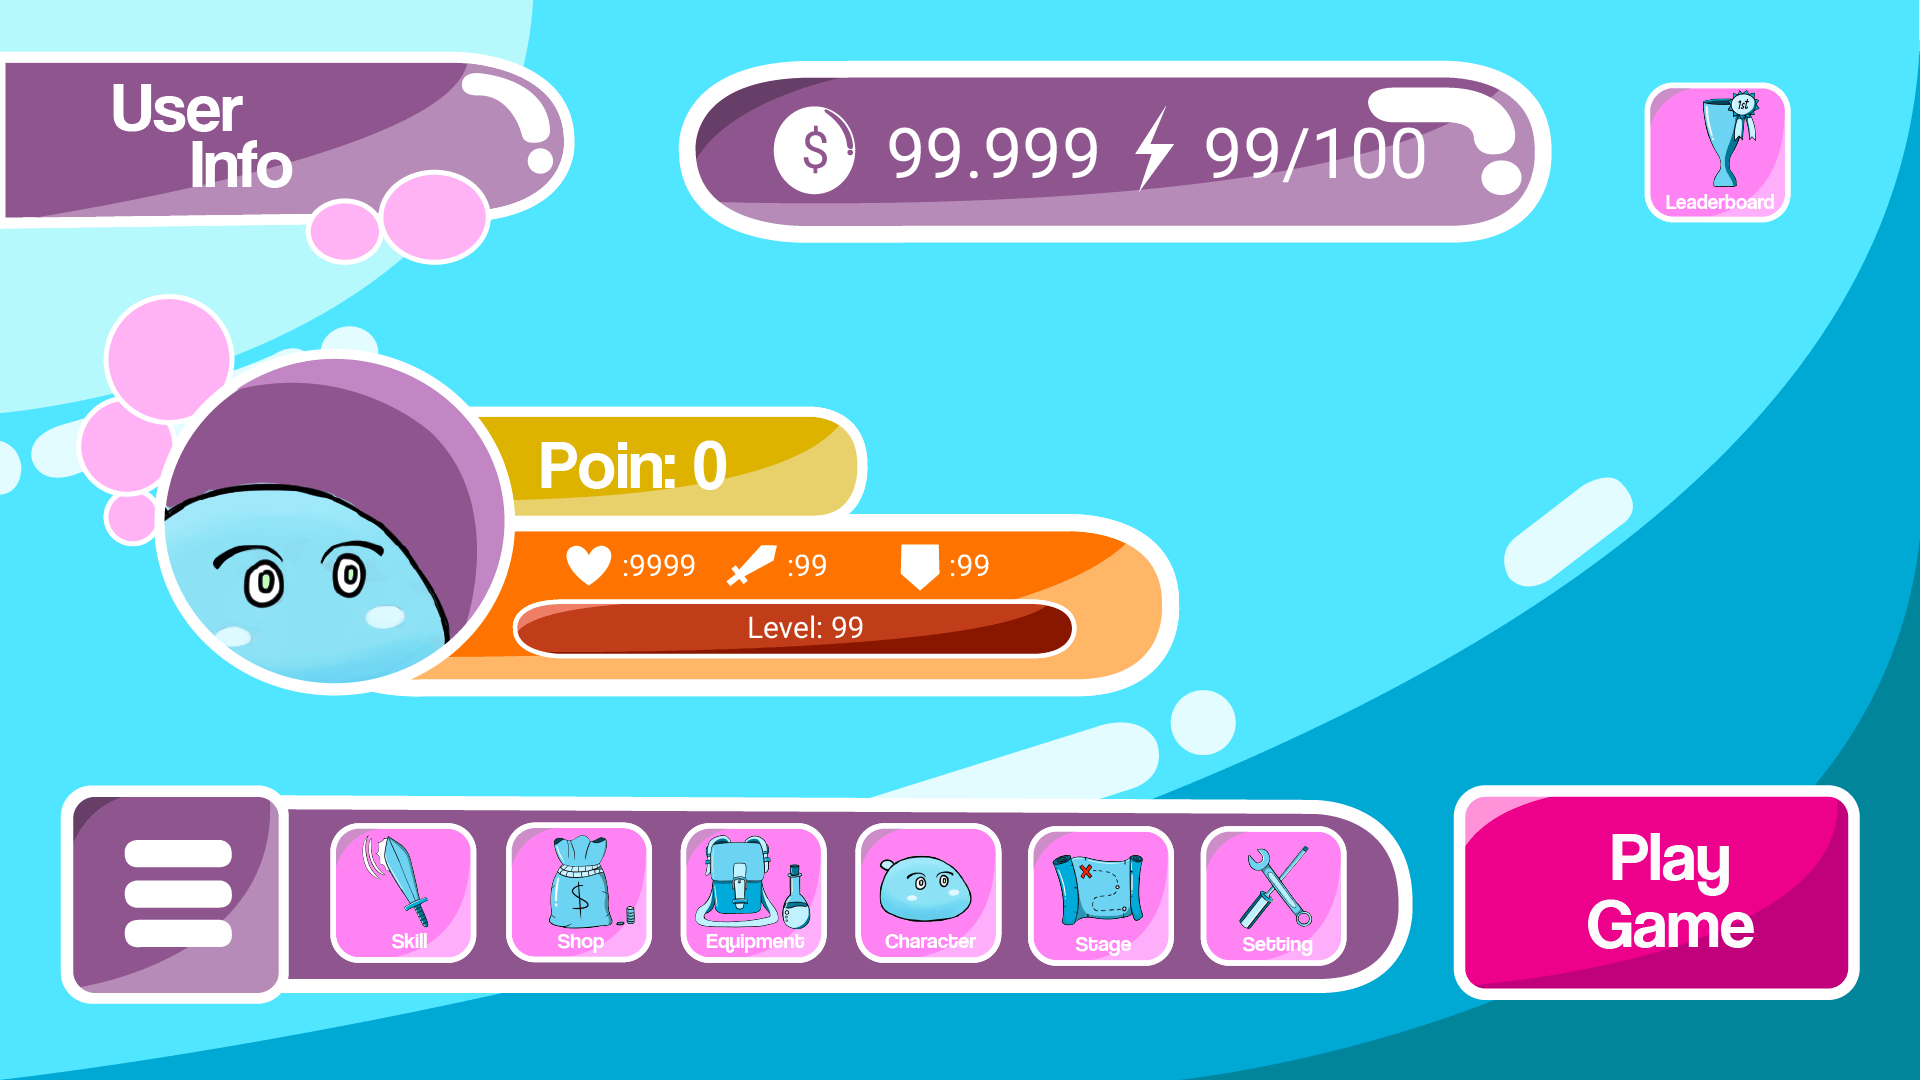 User
Info
$ 99.999 99/100
1st
Leaderboard
Poin: 0
:9999 :99 :99
Level: 99
$
Skill Shop Equipment Character Stage Setting
Play
Game